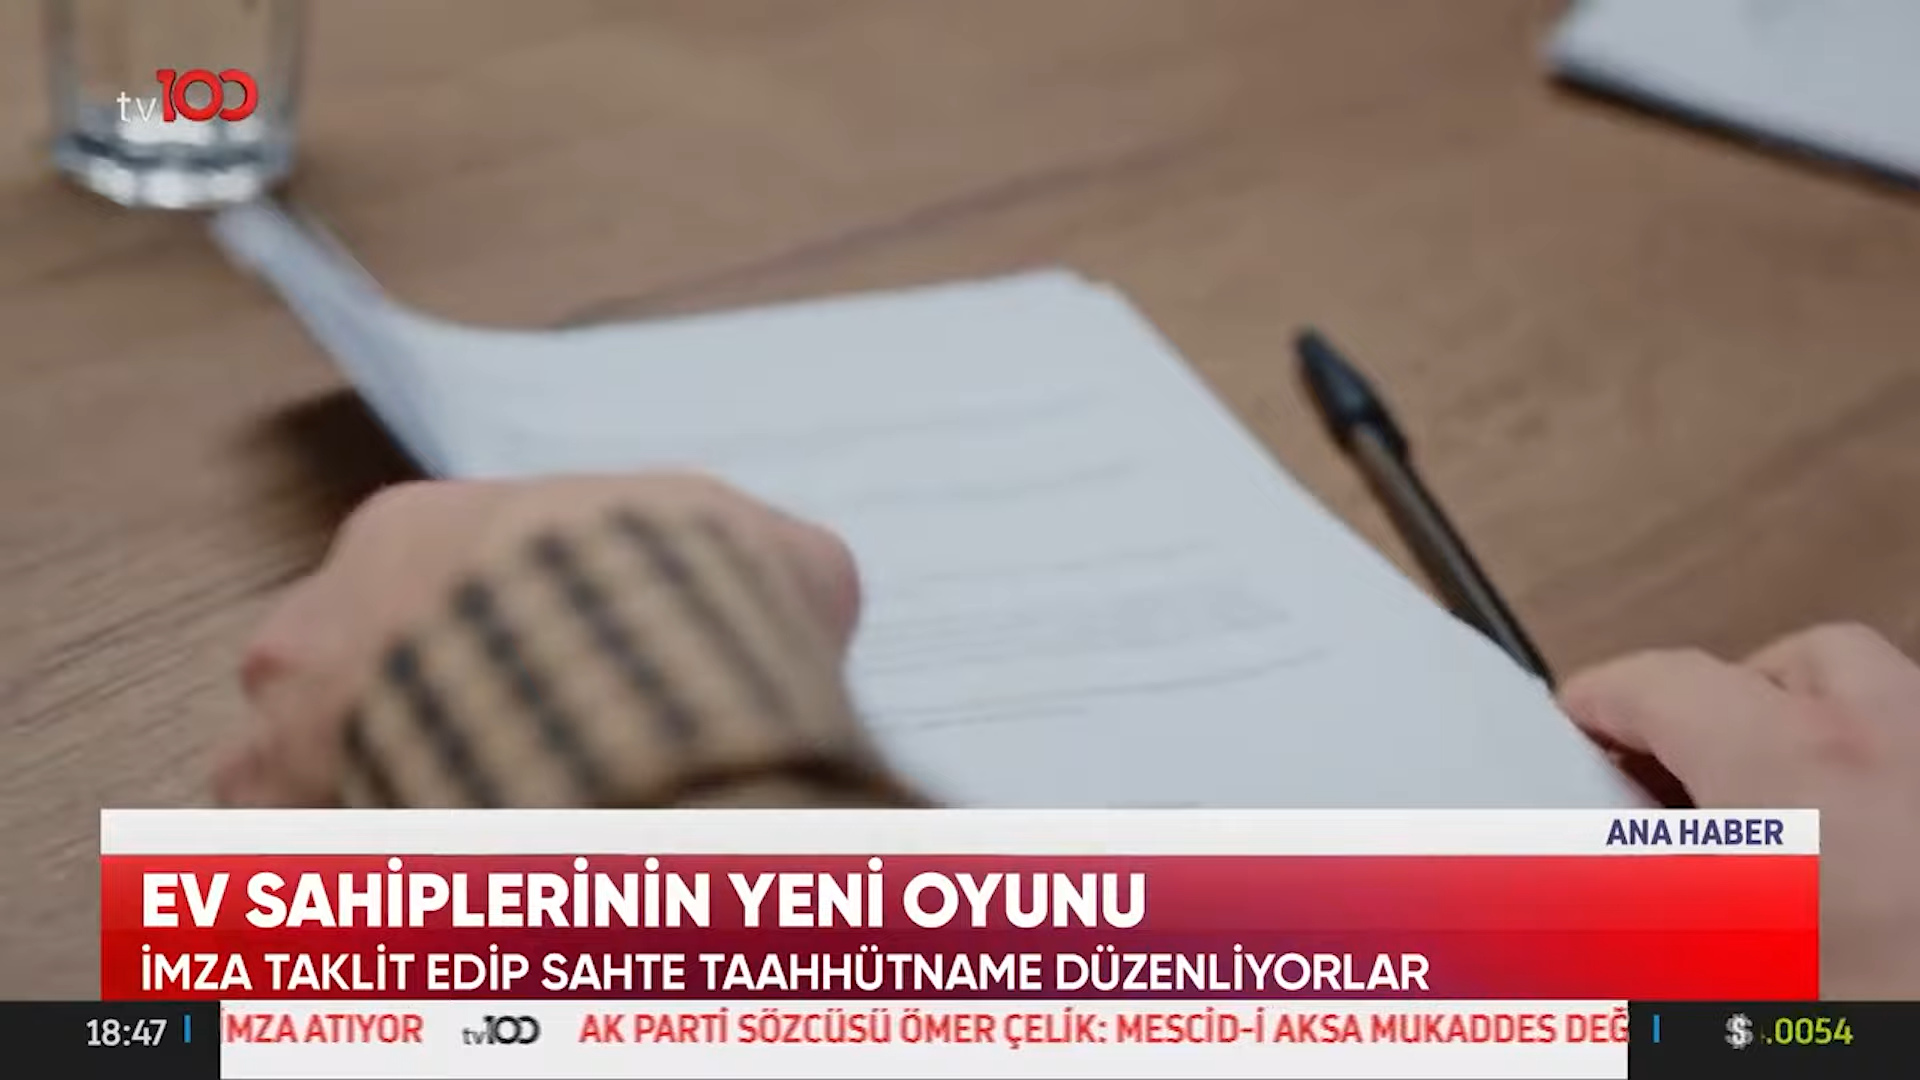 tv100
ANA HABER
EV SAHİPLERİNİN YENİ OYUNU
İMZA TAKLİT EDİP SAHTE TAAHHÜTNAME DÜZENLİYORLAR
18:47 İMZA ATIYOR tv100 AK PARTİ SÖZCÜSÜ ÖMER ÇELİK: MESCİD-İ AKSA MUKADDES DEĞ $ .0054